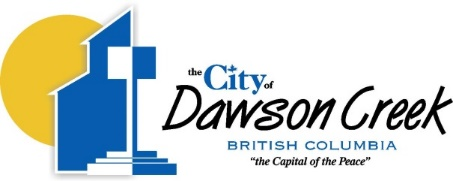 the City of
Dawson Creek
BRITISH COLUMBIA
"the Capital of the Peace"